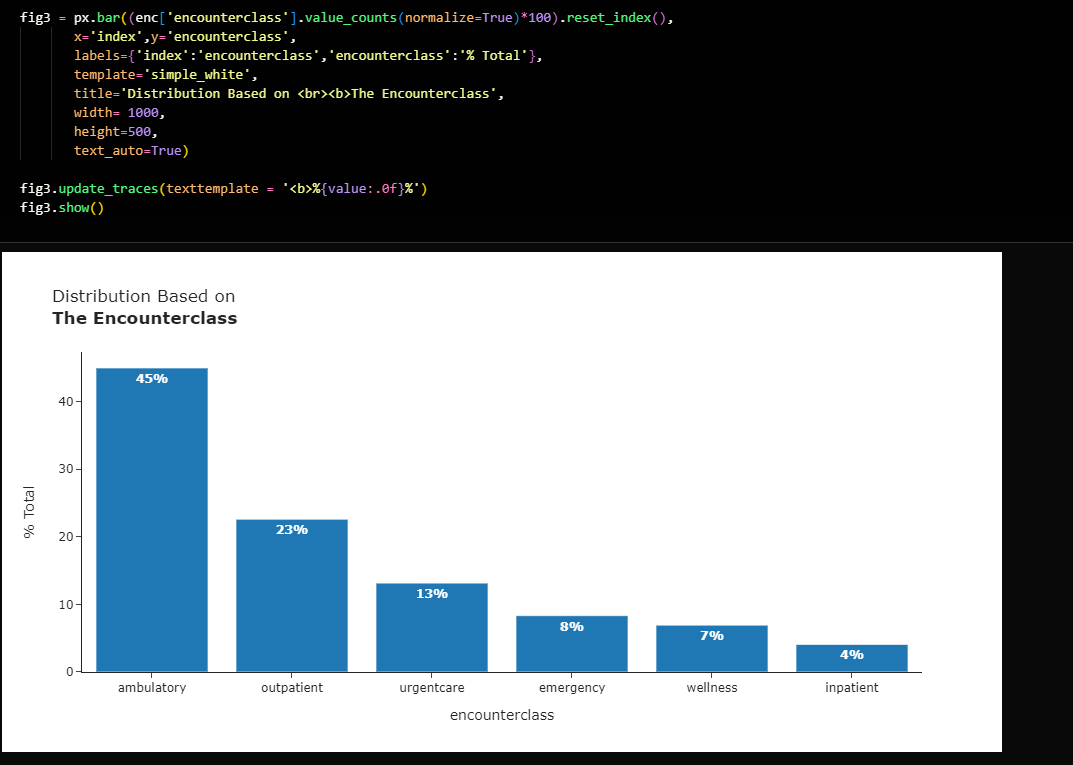 fig3 = px.bar((enc['encounterclass'].value_counts(normalize=True)*100).reset_index(),
x='index',y='encounterclass',
labels={'index':'encounterclass','encounterclass':'% Total'},
template='simple_white',
title='Distribution Based on <br><b>The Encounterclass',
width= 1000,
height=500,
text_auto=True)
fig3.update_traces(texttemplate = '<b>%{value:.0f}%')
fig3.show()
Distribution Based on
The Encounterclass
% Total
40
30
20
10
0
45%
23%
13%
8%
7%
4%
ambulatory
outpatient
urgentcare
emergency
wellness
inpatient
encounterclass